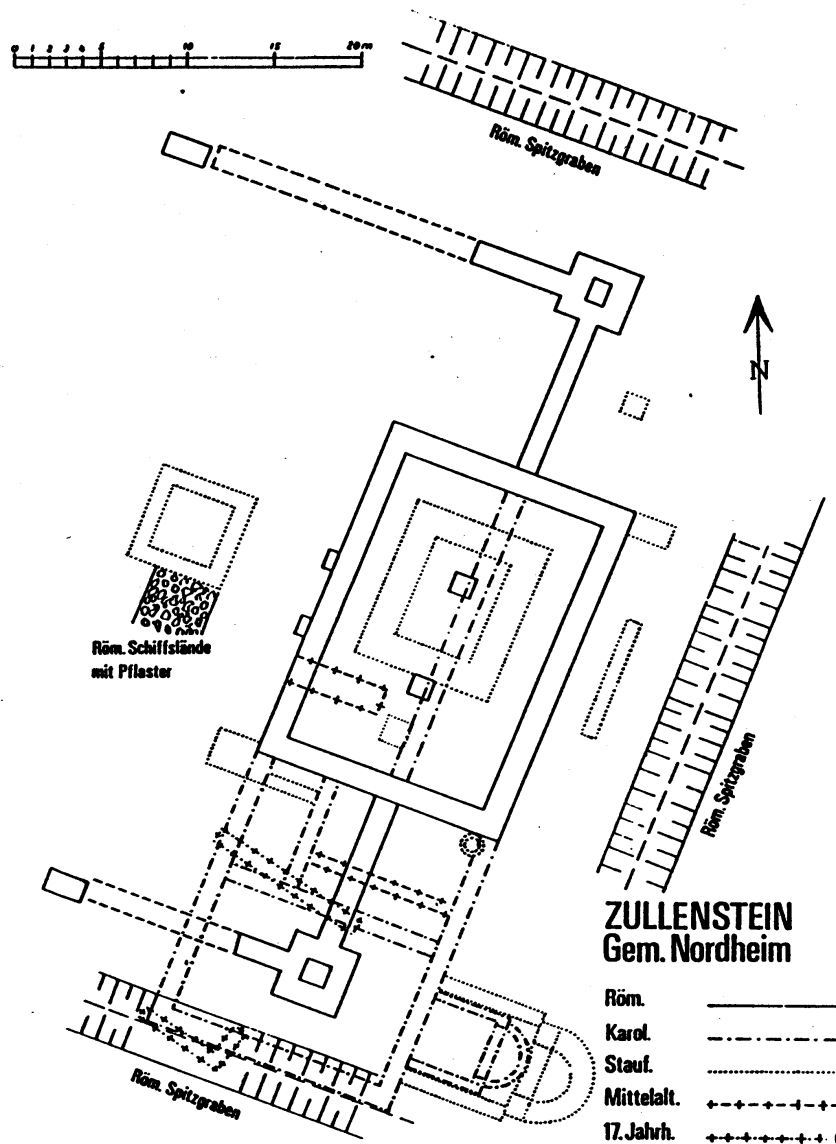 0 1 2 3 4 5 10 15 20 m
Röm. Spitzgraben
N
Röm. Schiffslände
mit Pflaster
Röm. Spitzgraben
ZULLENSTEIN
Gem. Nordheim
Röm.
Karol.
Stauf.
Mittelalt.
17. Jahrh.
Röm. Spitzgraben